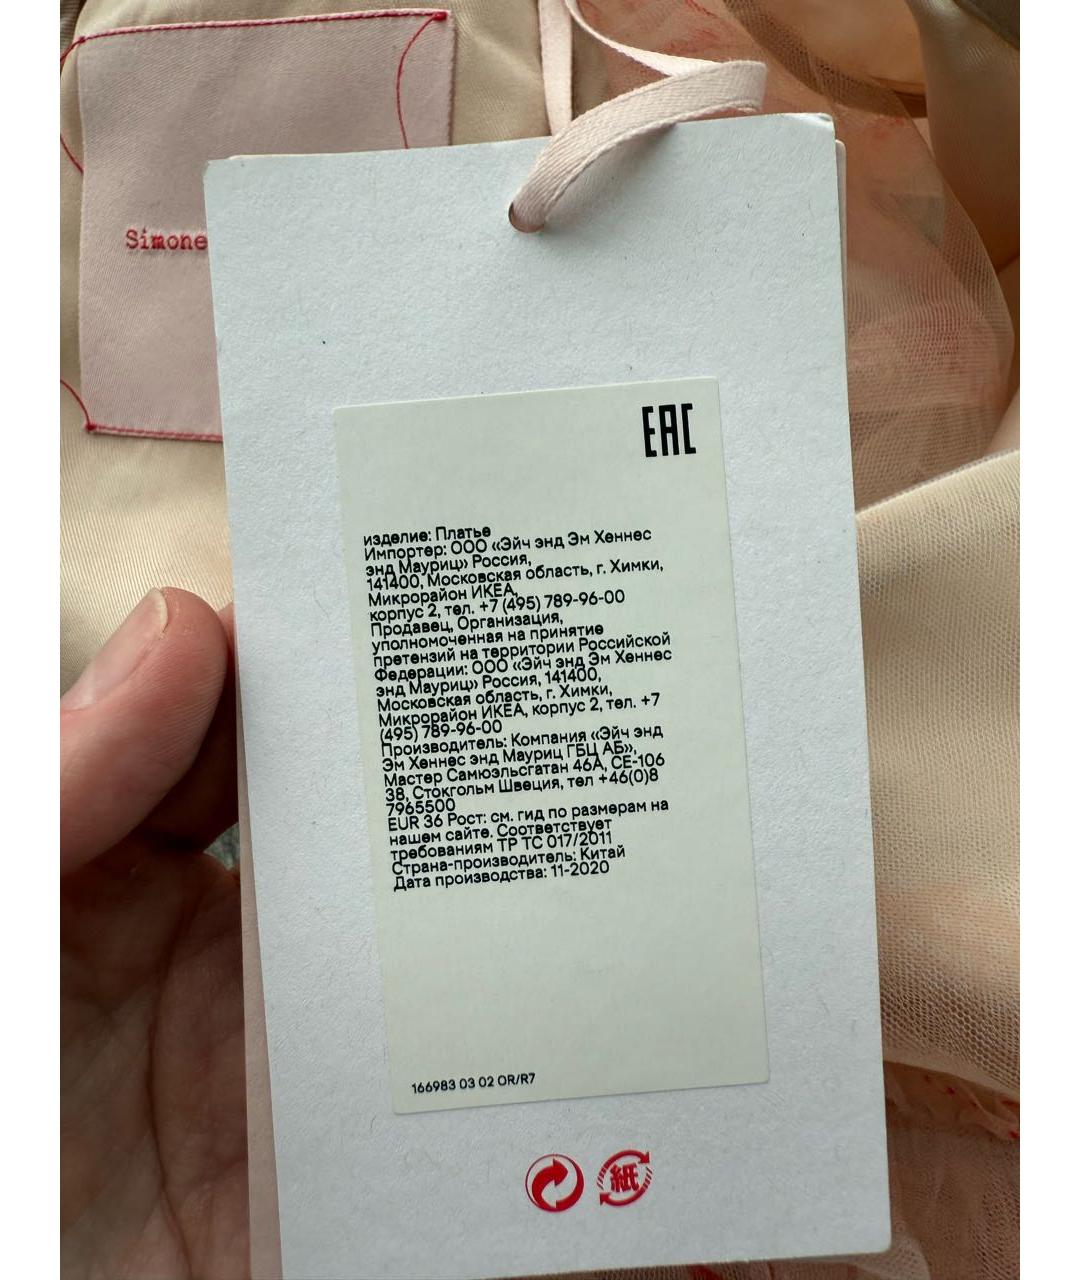 Simone
EAC
изделие: Платье
Импортер: ООО «Эйч энд Эм Хеннес
энд Мауриц» Россия,
141400, Московская область, г. Химки,
Микрорайон ИКЕА,
корпус 2, тел. +7 (495) 789-96-00
Продавец, Организация,
уполномоченная на принятие
претензий на территории Российской
Федерации: ООО «Эйч энд Эм Хеннес
энд Мауриц» Россия, 141400,
Московская область, г. Химки,
Микрорайон ИКЕА, корпус 2, тел. +7
(495) 789-96-00
Производитель: Компания «Эйч энд
Эм Хеннес энд Мауриц ГБЦ АБ»,
Мастер Самюэльсгатан 46А, СЕ-106
38, Стокгольм Швеция, тел +46(0)8
7965500
EUR 36 Рост: см. гид по размерам на
нашем сайте. Соответствует
требованиям ТР ТС 017/2011
Страна-производитель: Китай
Дата производства: 11-2020
166983 03 02 OR/R7
紙